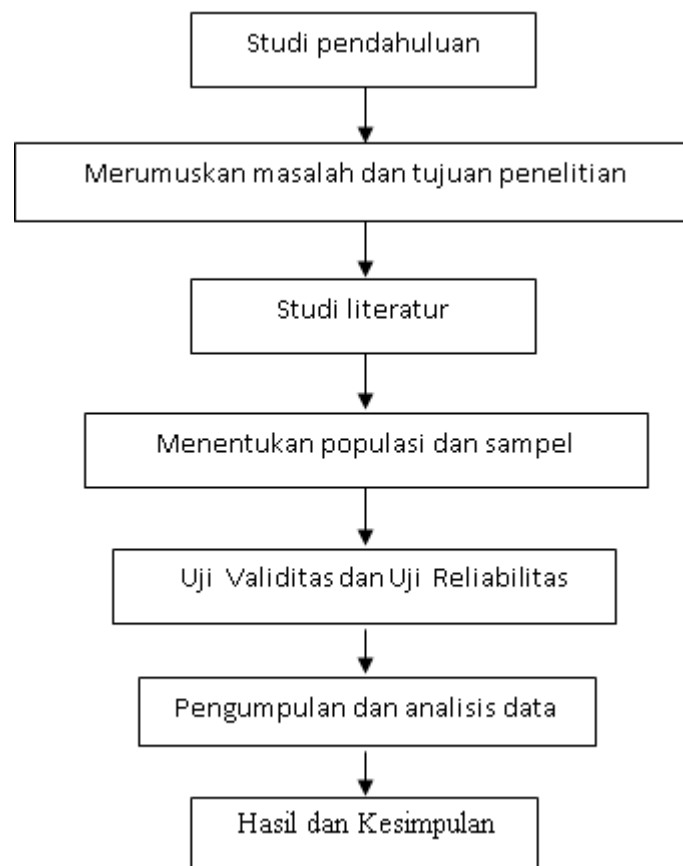 Studi pendahuluan
Merumuskan masalah dan tujuan penelitian
Studi literatur
Menentukan populasi dan sampel
Uji Validitas dan Uji Reliabilitas
Pengumpulan dan analisis data
Hasil dan Kesimpulan